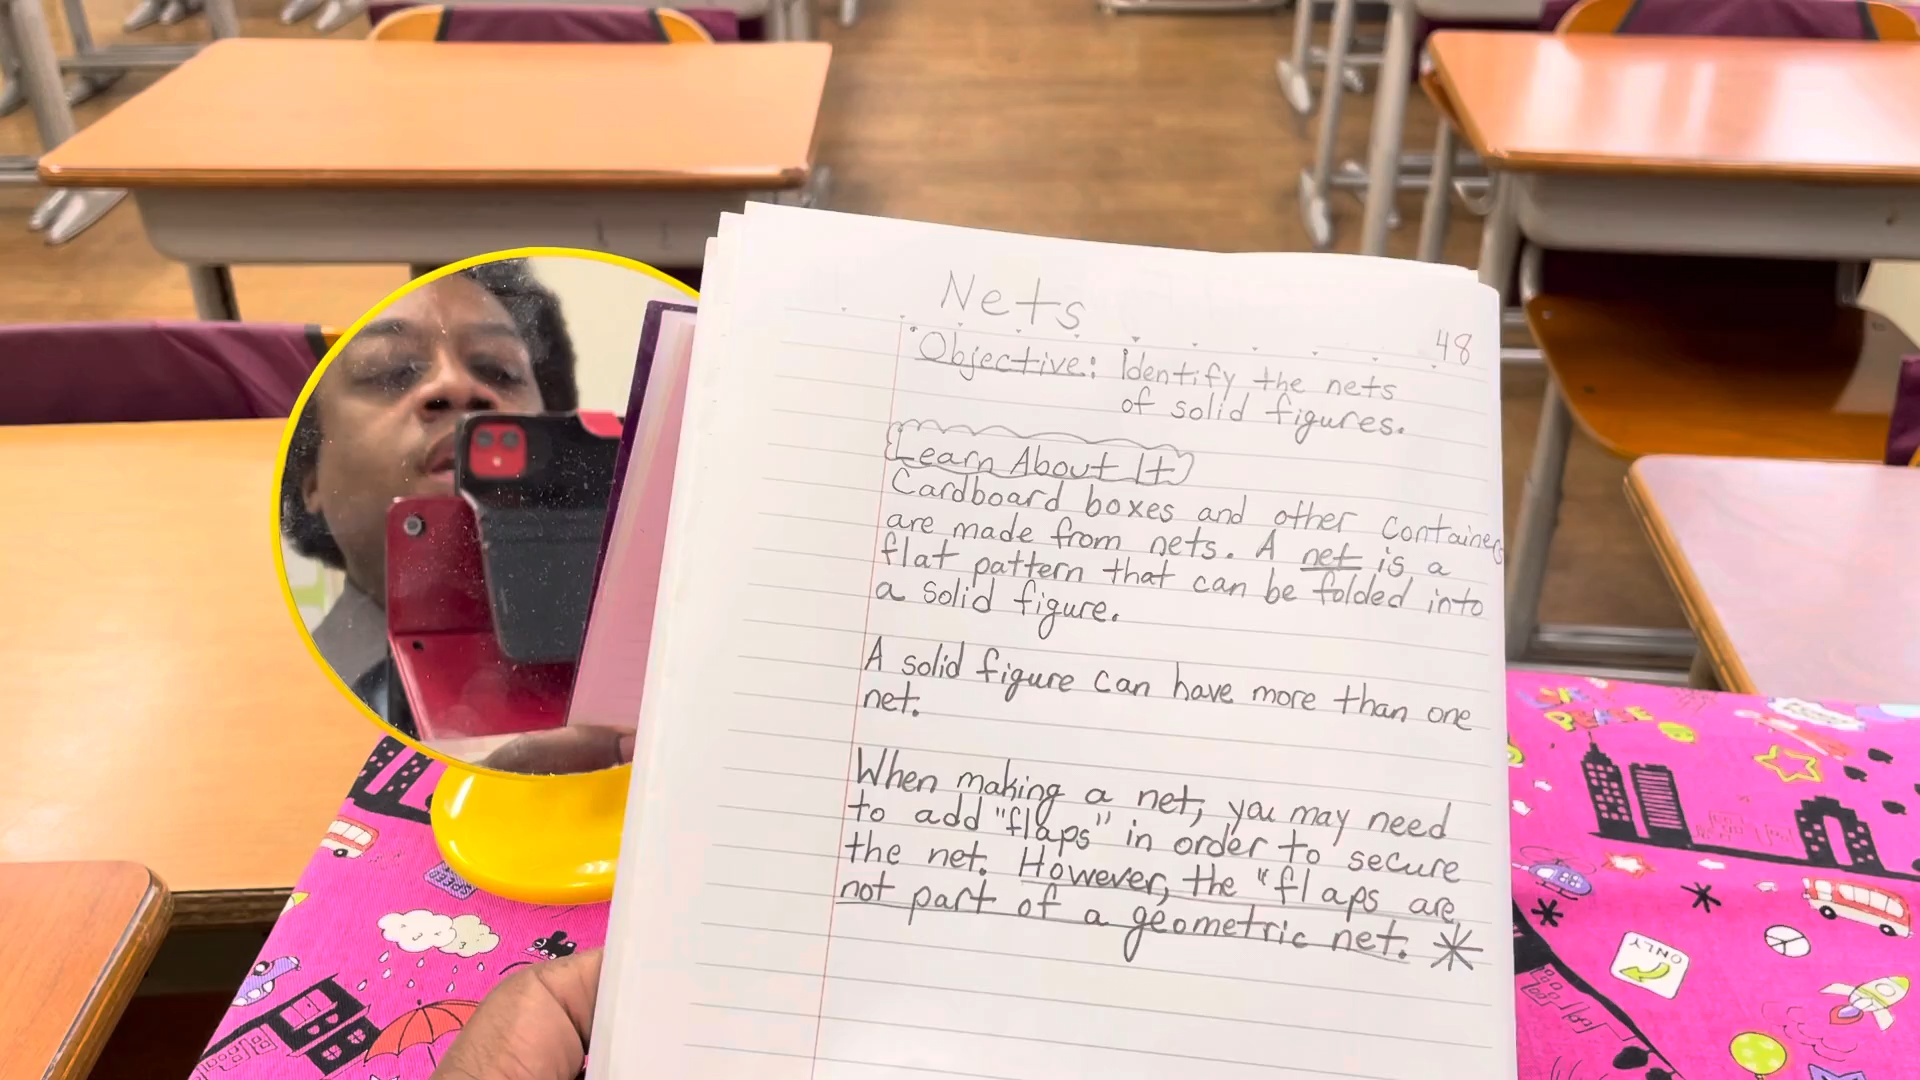 Nets
48
Objective: Identify the nets
of solid figures.
Learn About It
Cardboard boxes and other containers
are made from nets. A net is a
flat pattern that can be folded into
a solid figure.
A solid figure can have more than one
net.
When making a net, you may need
to add "flaps" in order to secure
the net. However, the "flaps are
not part of a geometric net. *
ONLY
SPEED